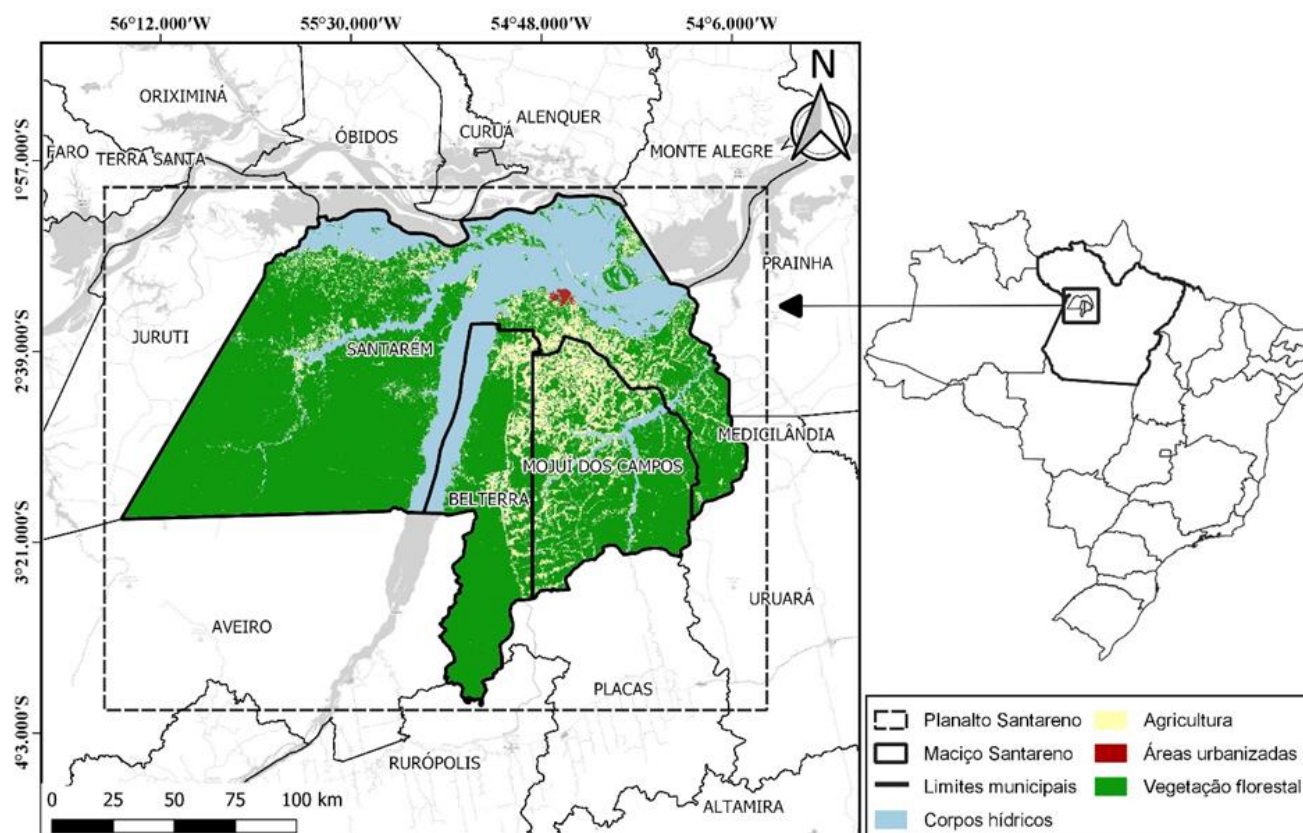 56°12.000'W 55°30.000'W 54°48.000'W 54°6.000'W
N
ORIXIMINÁ
ALENQUER
ÓBIDOS
CURUÁ
FARO
TERRA SANTA
MONTE ALEGRE
1°57.000'S
PRAINHA
JURUTI
SANTARÉM
2°39.000'S
MEDICILÂNDIA
MOJUÍ DOS CAMPOS
BELTERRA
3°21.000'S
URUARÁ
AVEIRO
PLACAS
4°3.000'S
RURÓPOLIS
ALTAMIRA
0 25 50 75 100 km
Planalto Santareno
Maciço Santareno
Limites municipais
Corpos hídricos
Agricultura
Áreas urbanizadas
Vegetação florestal